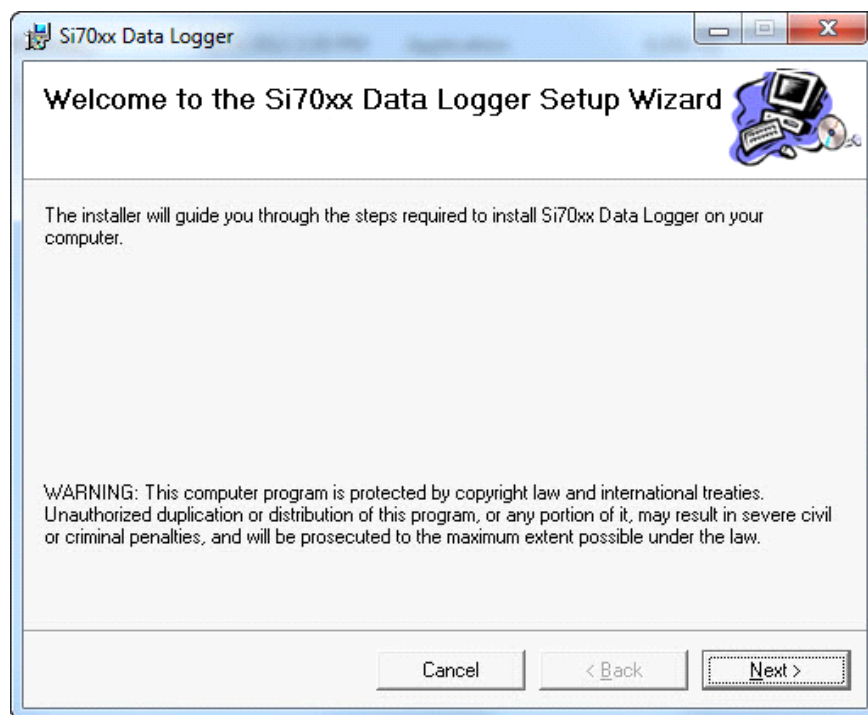 Si70xx Data Logger
Welcome to the Si70xx Data Logger Setup Wizard
The installer will guide you through the steps required to install Si70xx Data Logger on your
computer.
WARNING: This computer program is protected by copyright law and international treaties.
Unauthorized duplication or distribution of this program, or any portion of it, may result in severe civil
or criminal penalties, and will be prosecuted to the maximum extent possible under the law.
Cancel
< Back
Next >